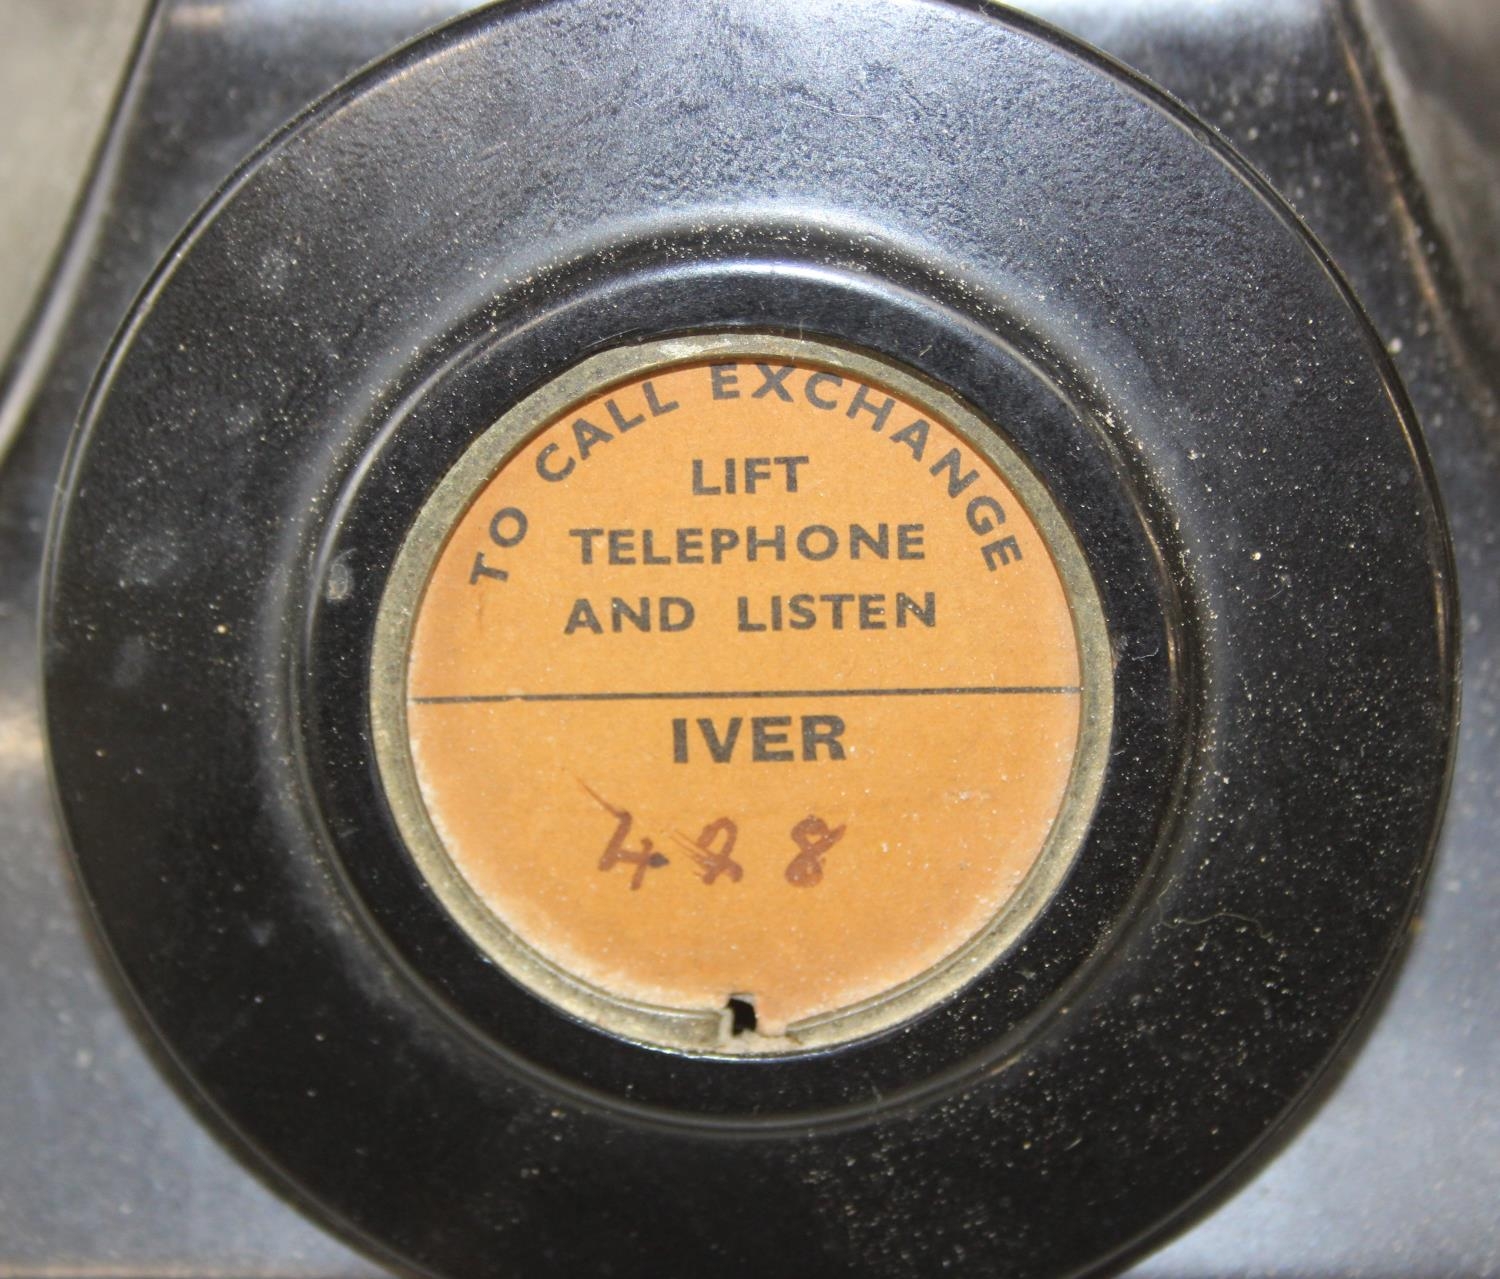 TO CALL EXCHANGE
LIFT
TELEPHONE
AND LISTEN
IVER
428